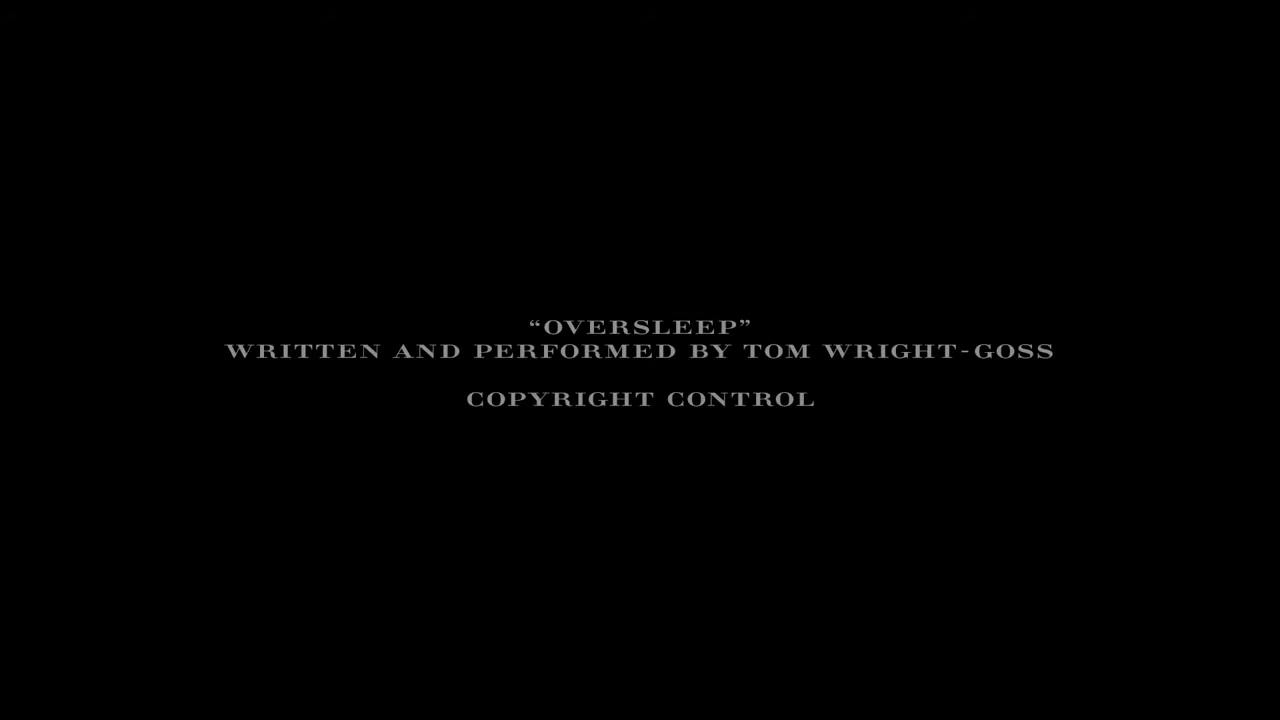 “OVERSLEEP”
WRITTEN AND PERFORMED BY TOM WRIGHT-GOSS
COPYRIGHT CONTROL